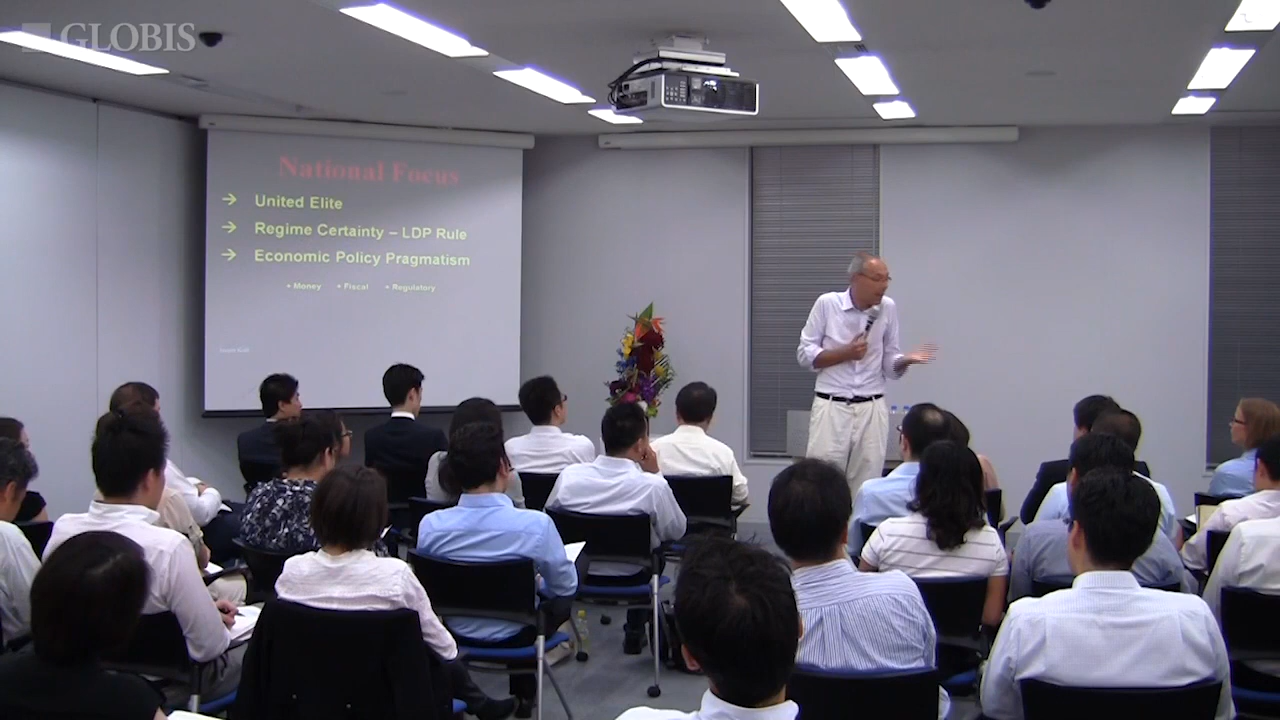 GLOBIS
National Focus
→ United Elite
→ Regime Certainty – LDP Rule
→ Economic Policy Pragmatism
• Money • Fiscal • Regulatory